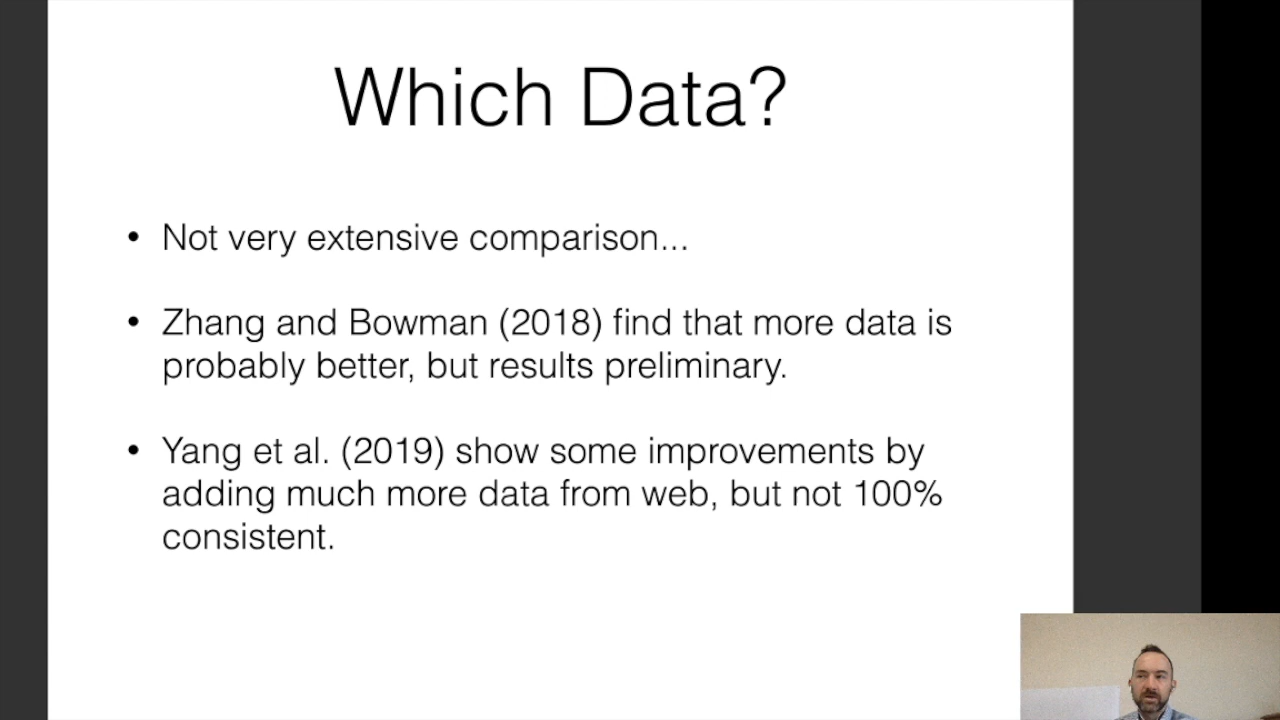 Which Data?
• Not very extensive comparison...
• Zhang and Bowman (2018) find that more data is
probably better, but results preliminary.
• Yang et al. (2019) show some improvements by
adding much more data from web, but not 100%
consistent.